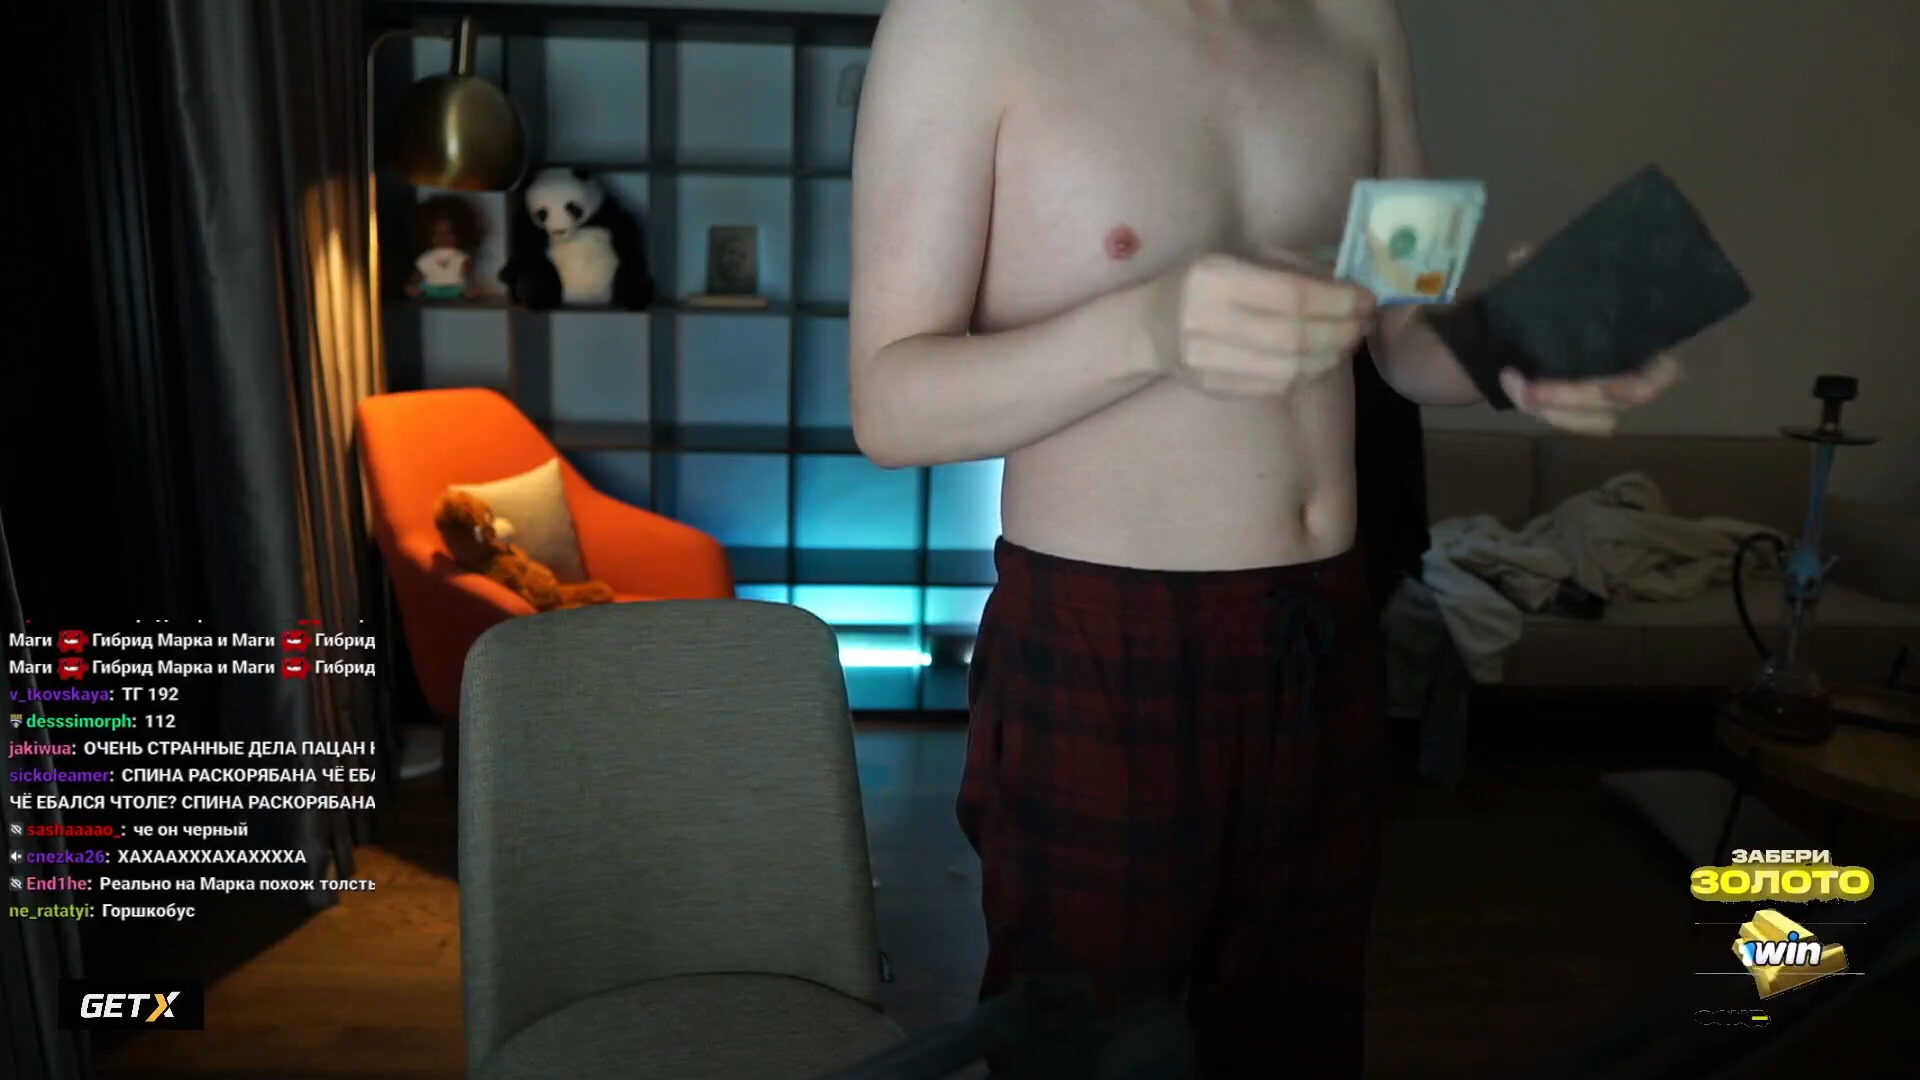 Маги Гибрид Марка и Маги Гибрид
Маги Гибрид Марка и Маги Гибрид
v_tkovskaya: ТГ 192
desssimorph: 112
jakiwua: ОЧЕНЬ СТРАННЫЕ ДЕЛА ПАЦАН
sickoleamer: СПИНА РАСКОРЯБАНА ЧЁ
ЧЁ ЕБАЛСЯ ЧТОЛЕ? СПИНА РАСКОРЯБАНА
sashaaaao_: че он черный
cnezka26: ХАХААХХХАХАХХХХА
End1he: Реально на Марка похож
ne_ratatyi: Горшкобус
GETX
ЗАБЕРИ
ЗОЛОТО
1win